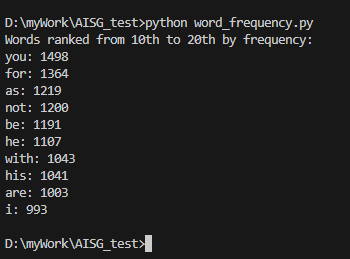 D:\myWork\AISG_test>python word_frequency.py
Words ranked from 10th to 20th by frequency:
you: 1498
for: 1364
as: 1219
not: 1200
be: 1191
he: 1107
with: 1043
his: 1041
are: 1003
i: 993
D:\myWork\AISG_test>